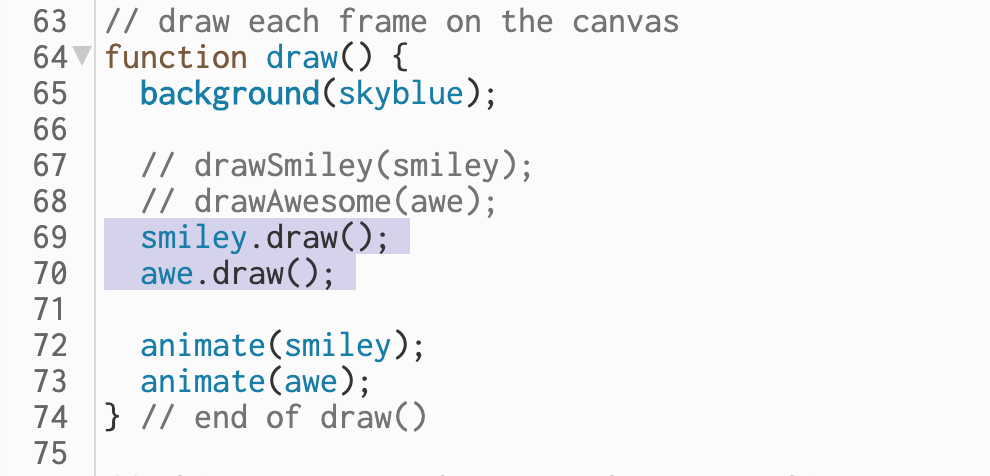 63 // draw each frame on the canvas
64 function draw() {
65   background(skyblue);
66
67   // drawSmiley(smiley);
68   // drawAwesome(awe);
69   smiley.draw();
70   awe.draw();
71
72   animate(smiley);
73   animate(awe);
74 } // end of draw()
75